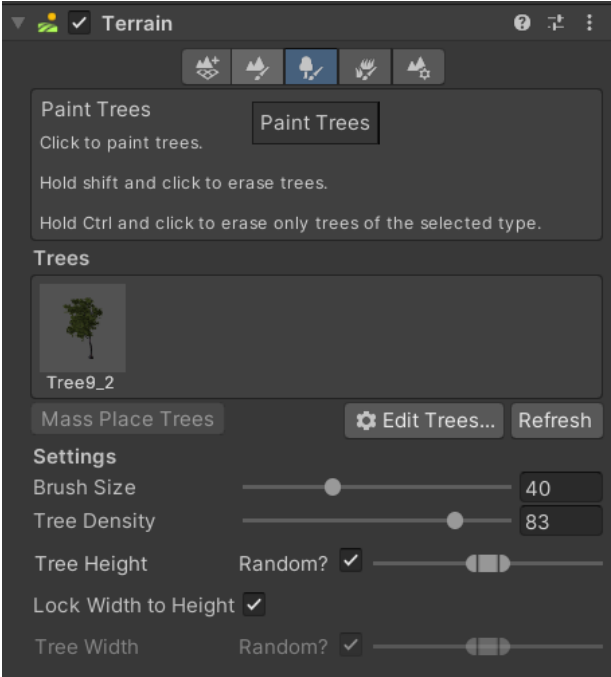 Terrain
Paint Trees
Paint Trees
Click to paint trees.
Hold shift and click to erase trees.
Hold Ctrl and click to erase only trees of the selected type.
Trees
Tree9_2
Mass Place Trees Edit Trees... Refresh
Settings
Brush Size 40
Tree Density 83
Tree Height Random?
Lock Width to Height
Tree Width Random?